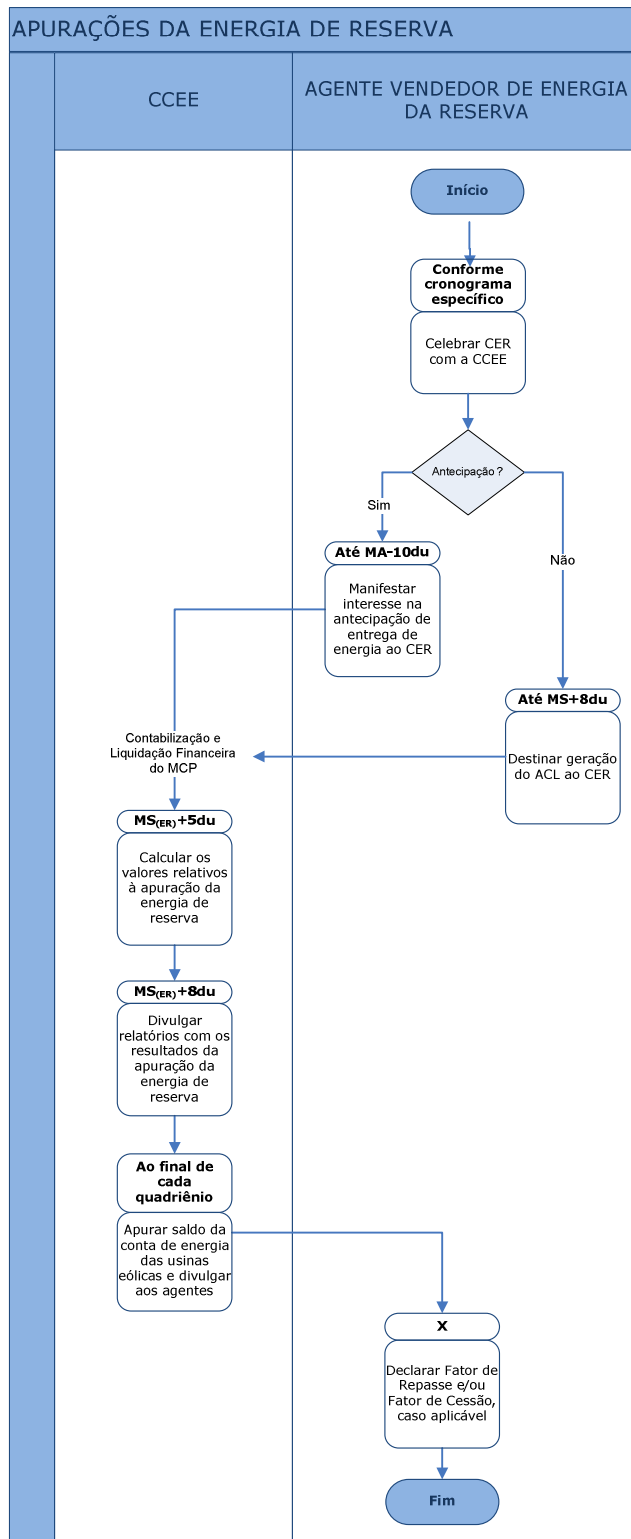 APURAÇÕES DA ENERGIA DE RESERVA
CCEE
AGENTE VENDEDOR DE ENERGIA
DA RESERVA
Início
Conforme
cronograma
específico
Celebrar CER
com a CCEE
Antecipação ?
Sim
Não
Até MA-10du
Manifestar
interesse na
antecipação de
entrega de
energia ao CER
Até MS+8du
Destinar geração
do ACL ao CER
Contabilização e
Liquidação Financeira
do MCP
MS(ER)+5du
Calcular os
valores relativos
à apuração da
energia de
reserva
MS(ER)+8du
Divulgar
relatórios com os
resultados da
apuração da
energia de
reserva
Ao final de
cada
quadriênio
Apurar saldo da
conta de energia
das usinas
eólicas e divulgar
aos agentes
X
Declarar Fator de
Repasse e/ou
Fator de Cessão,
caso aplicável
Fim